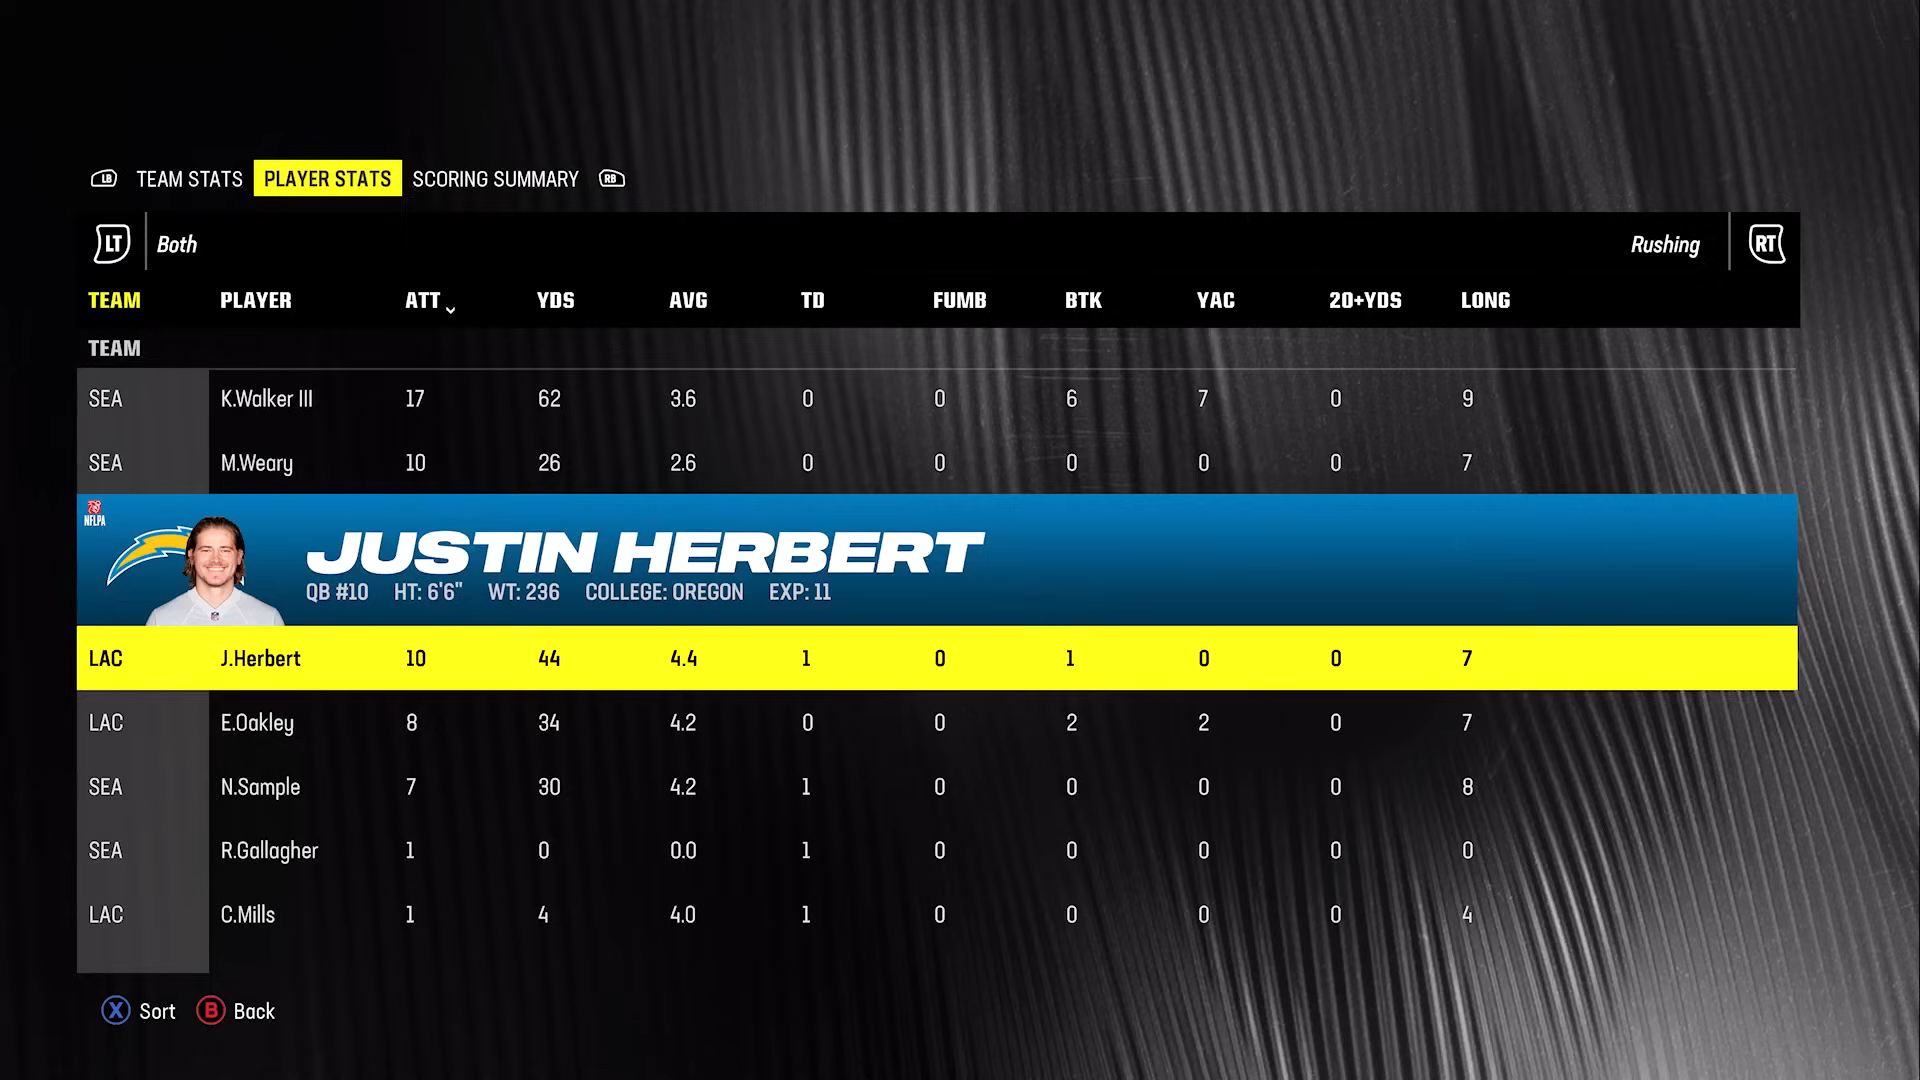 LB TEAM STATS PLAYER STATS SCORING SUMMARY RB
LT Both Rushing RT
TEAM PLAYER ATT YDS AVG TD FUMB BTK YAC 20+YDS LONG
TEAM
SEA K.Walker III 17 62 3.6 0 0 6 7 0 9
SEA M.Weary 10 26 2.6 0 0 0 0 0 7
NFLPA
JUSTIN HERBERT
QB #10 HT: 6'6" WT: 236 COLLEGE: OREGON EXP: 11
LAC J.Herbert 10 44 4.4 1 0 1 0 0 7
LAC E.Oakley 8 34 4.2 0 0 2 2 0 7
SEA N.Sample 7 30 4.2 1 0 0 0 0 8
SEA R.Gallagher 1 0 0.0 1 0 0 0 0 0
LAC C.Mills 1 4 4.0 1 0 0 0 0 4
X Sort B Back